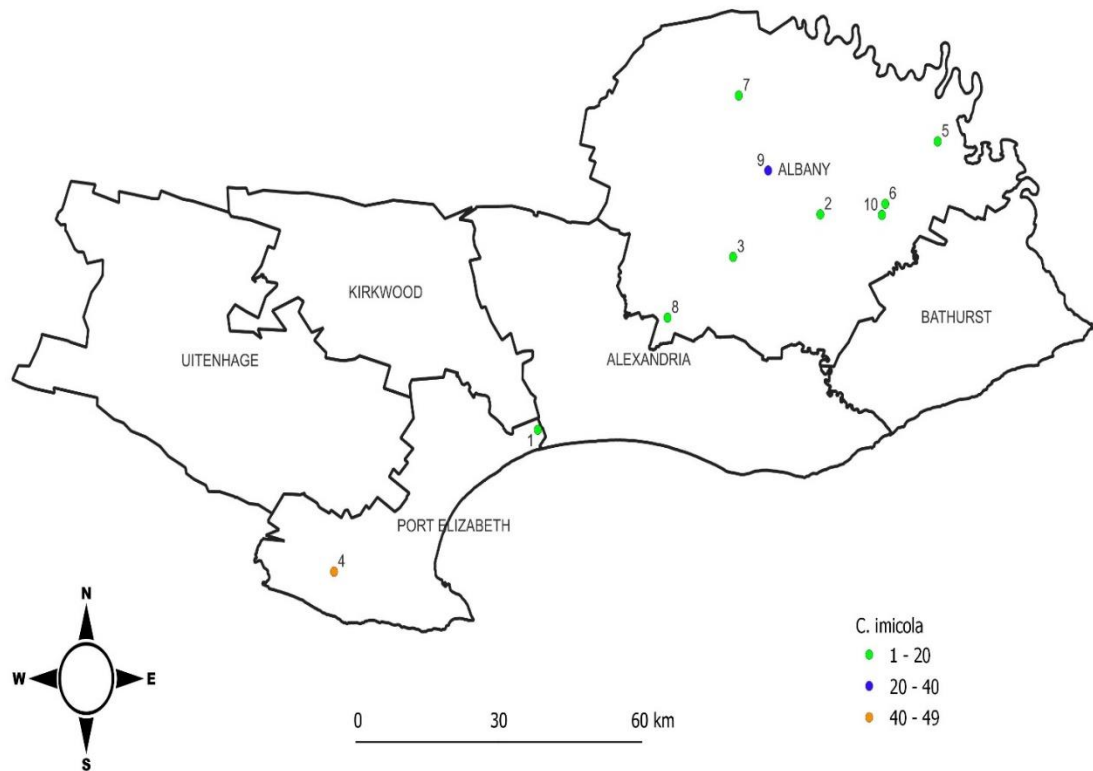 7
5
9
ALBANY
6
2
10
3
KIRKWOOD
8
BATHURST
UITENHAGE
ALEXANDRIA
1
PORT ELIZABETH
4
N
W E
S
0 30 60 km
C. imicola
1 - 20
20 - 40
40 - 49